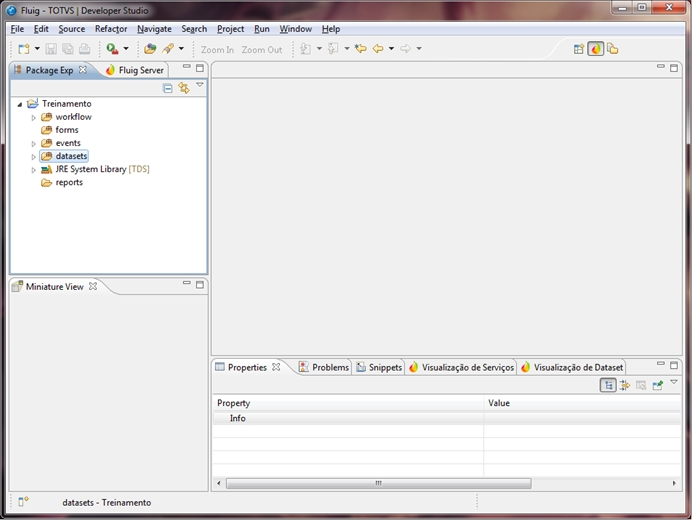 Fluig - TOTVS | Developer Studio
File Edit Source Refactor Navigate Search Project Run Window Help
Zoom In Zoom Out
Package Exp Fluig Server
Treinamento
workflow
forms
events
datasets
JRE System Library [TDS]
reports
Miniature View
Properties Problems Snippets Visualização de Serviços Visualização de Dataset
Property Value
Info
datasets - Treinamento